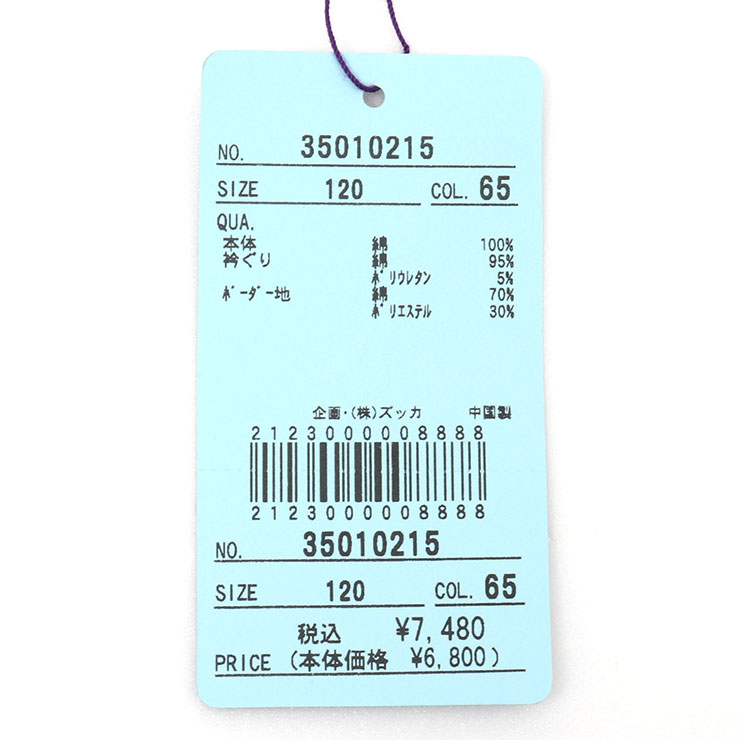 NO. 35010215
SIZE 120 COL. 65
QUA.
本体 綿 100%
衿ぐり 綿 95%
ﾎﾟﾘｳﾚﾀﾝ 5%
ﾎﾞｰﾀﾞｰ地 綿 70%
ﾎﾟﾘｴｽﾃﾙ 30%
企画・(株)ズッカ 中国製
2123000008888
2123000008888
NO. 35010215
SIZE 120 COL. 65
税込 ¥7,480
PRICE (本体価格 ¥6,800)